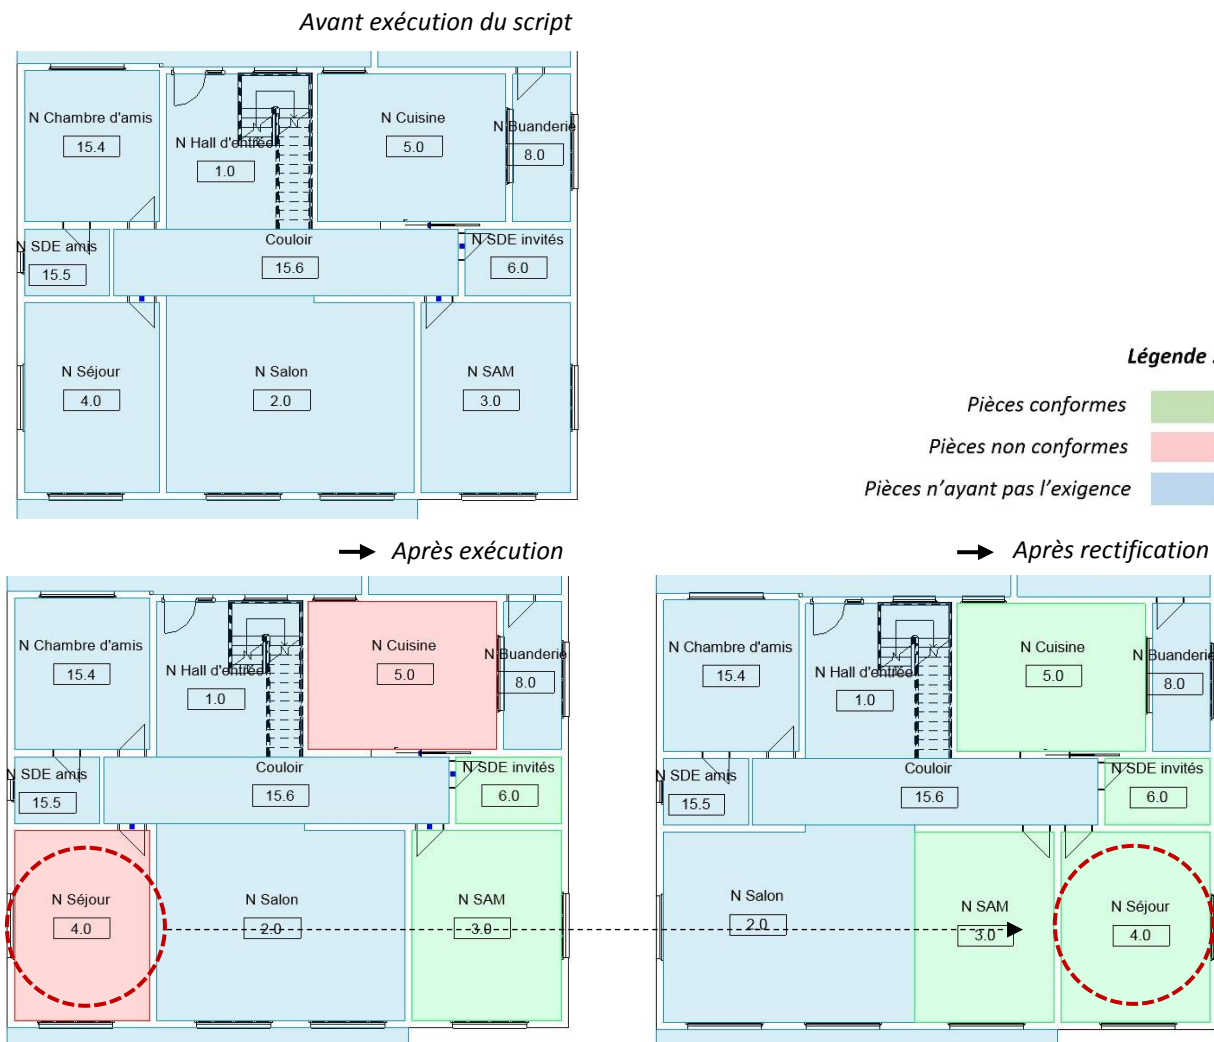 Avant exécution du script
N Chambre d'amis
15.4
N Hall d'entrée
1.0
N Cuisine
5.0
N Buanderie
8.0
N SDE amis
15.5
Couloir
15.6
N SDE invités
6.0
N Séjour
4.0
N Salon
2.0
N SAM
3.0
Légende :
Pièces conformes
Pièces non conformes
Pièces n'ayant pas l'exigence
Après exécution
N Chambre d'amis
15.4
N Hall d'entrée
1.0
N Cuisine
5.0
N Buanderie
8.0
N SDE amis
15.5
Couloir
15.6
N SDE invités
6.0
N Séjour
4.0
N Salon
2.0
N SAM
3.0
Après rectification
N Chambre d'amis
15.4
N Hall d'entrée
1.0
N Cuisine
5.0
N Buanderie
8.0
N SDE amis
15.5
Couloir
15.6
N SDE invités
6.0
N Salon
2.0
N SAM
3.0
N Séjour
4.0